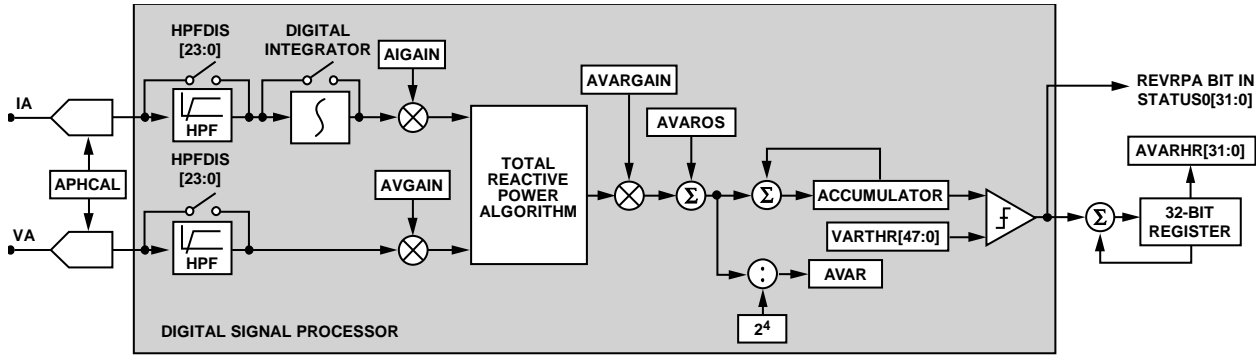 HPFDIS
[23:0]
DIGITAL
INTEGRATOR
AIGAIN
IA
HPF
APHCAL
HPFDIS
[23:0]
AVGAIN
VA
HPF
TOTAL
REACTIVE
POWER
ALGORITHM
AVARGAIN
AVAROS
Σ
Σ
ACCUMULATOR
VARTHR[47:0]
:
AVAR
2⁴
REVRPA BIT IN
STATUS0[31:0]
AVARHR[31:0]
Σ
32-BIT
REGISTER
DIGITAL SIGNAL PROCESSOR